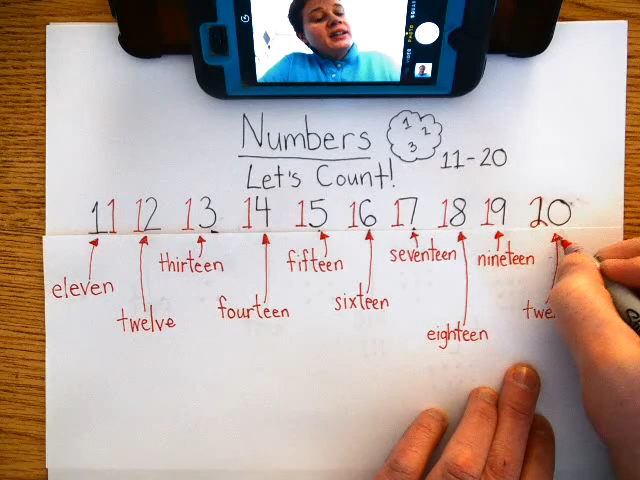 Numbers
1 2 3
Let's Count!
11-20
11 12 13 14 15 16 17 18 19 20
eleven twelve thirteen fourteen fifteen sixteen seventeen eighteen nineteen